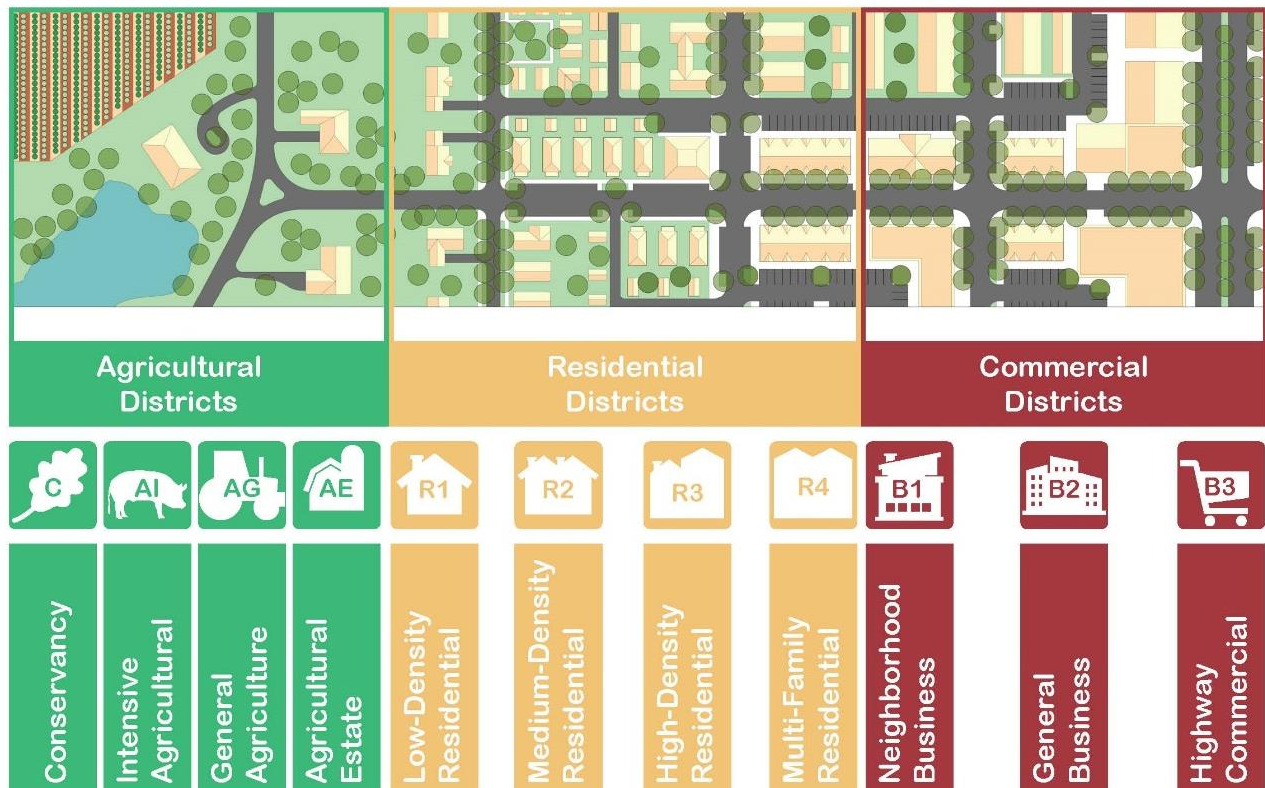 Agricultural
Districts
Residential
Districts
Commercial
Districts
C
AI
AG
AE
R1
R2
R3
R4
B1
B2
B3
Conservancy
Intensive
Agricultural
General
Agriculture
Agricultural
Estate
Low-Density
Residential
Medium-Density
Residential
High-Density
Residential
Multi-Family
Residential
Neighborhood
Business
General
Business
Highway
Commercial